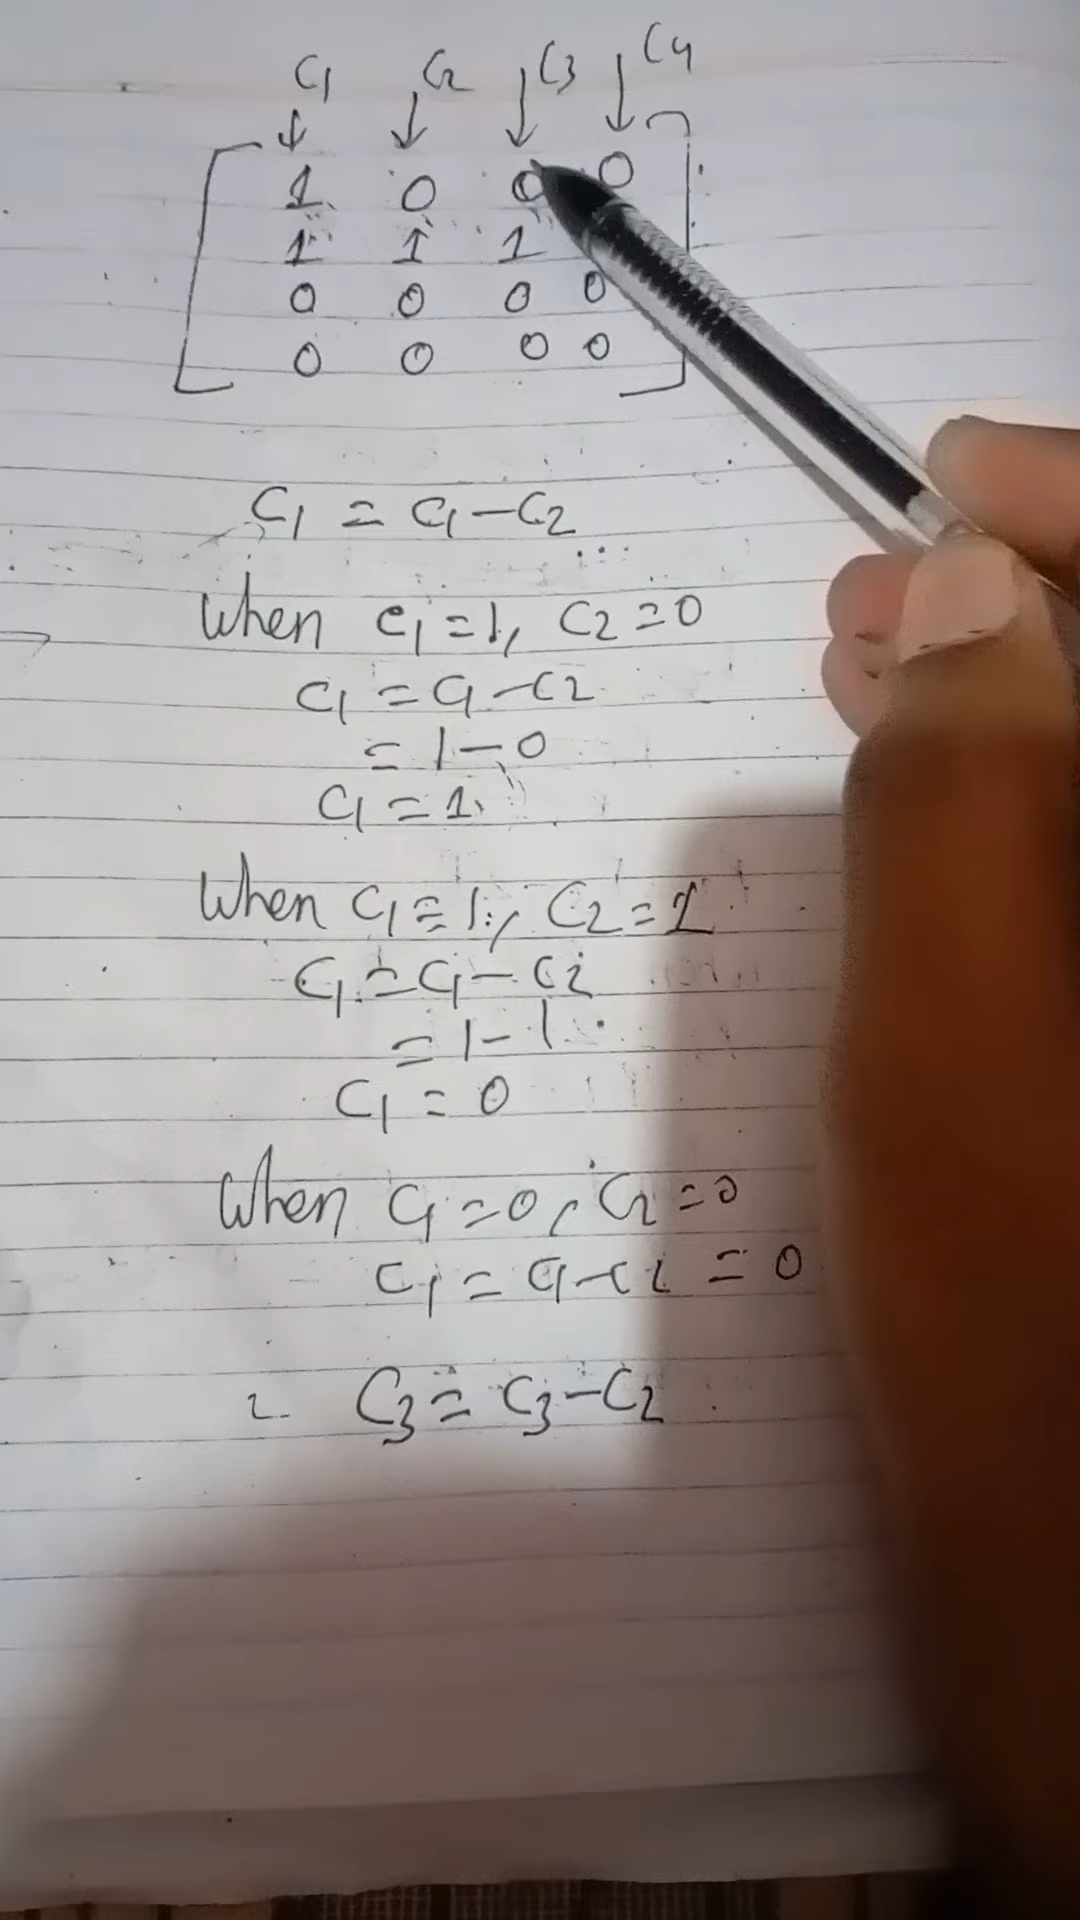 C1 C2 C3 C4
1 0 0 0
1 1 1
0 0 0 0
0 0 0 0
C1 = C1 - C2
When C1 = 1, C2 = 0
C1 = C1 - C2
= 1 - 0
C1 = 1
When C1 = 1, C2 = 1
C1 = C1 - C2
= 1 - 1
C1 = 0
When C1 = 0, C2 = 0
C1 = C1 - C2 = 0
2 C3 = C3 - C2